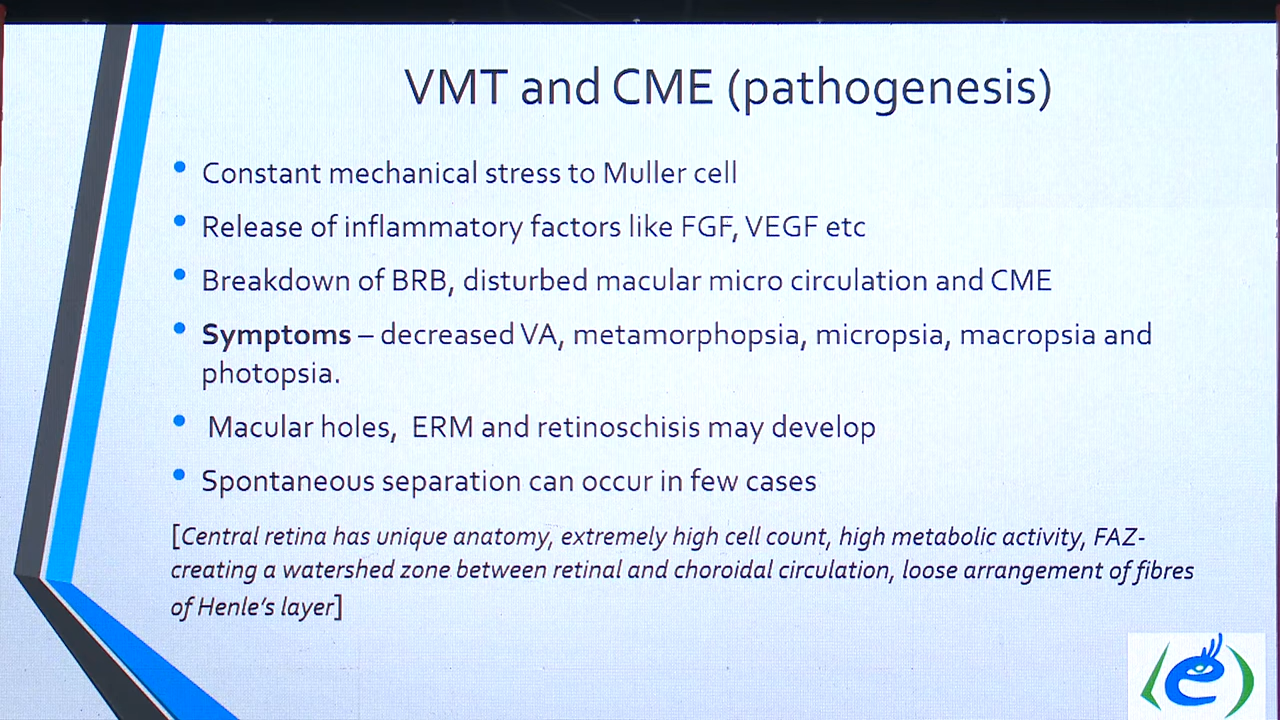 VMT and CME (pathogenesis)
• Constant mechanical stress to Muller cell
• Release of inflammatory factors like FGF, VEGF etc
• Breakdown of BRB, disturbed macular micro circulation and CME
• Symptoms – decreased VA, metamorphopsia, micropsia, macropsia and
photopsia.
• Macular holes, ERM and retinoschisis may develop
• Spontaneous separation can occur in few cases
[Central retina has unique anatomy, extremely high cell count, high metabolic activity, FAZ-
creating a watershed zone between retinal and choroidal circulation, loose arrangement of fibres
of Henle's layer]